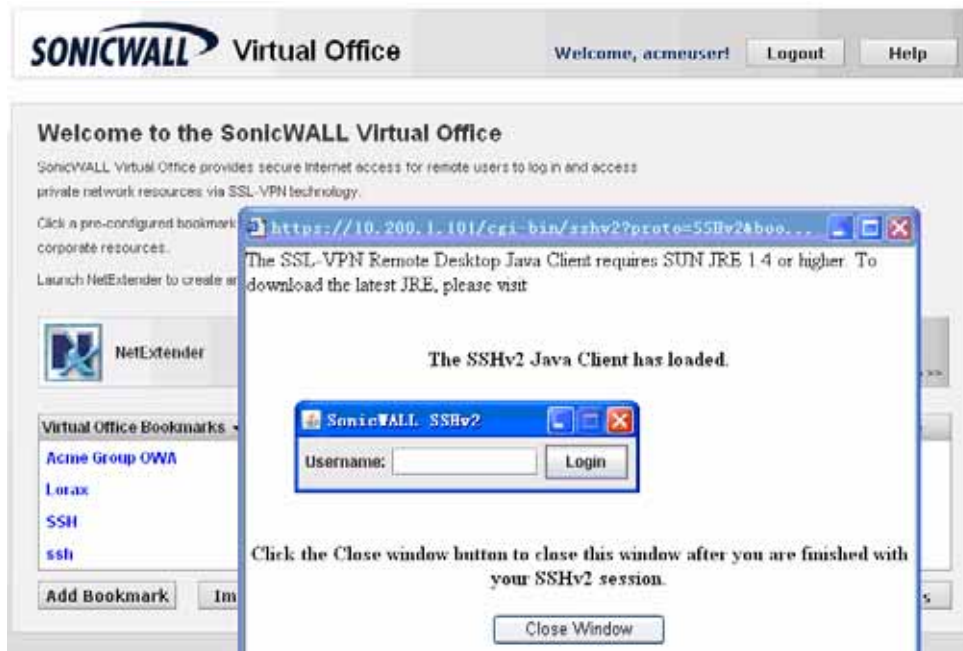 SONICWALL Virtual Office
Welcome, acmeuser! Logout Help
Welcome to the SonicWALL Virtual Office
SonicWALL Virtual Office provides secure Internet access for remote users to log in and access
private network resources via SSL-VPN technology.
Click a pre-configured bookmark
corporate resources.
Launch NetExtender to create an
NetExtender
>>
Virtual Office Bookmarks
Acme Group OWA
Lorax
SSH
ssh
Add Bookmark Im
s
https://10.200.1.101/cgi-bin/sshv2?proto=SSHv2&boo...
The SSL-VPN Remote Desktop Java Client requires SUN JRE 1.4 or higher. To
download the latest JRE, please visit
The SSHv2 Java Client has loaded.
SonicWALL SSHv2
Username: Login
Click the Close window button to close this window after you are finished with
your SSHv2 session.
Close Window